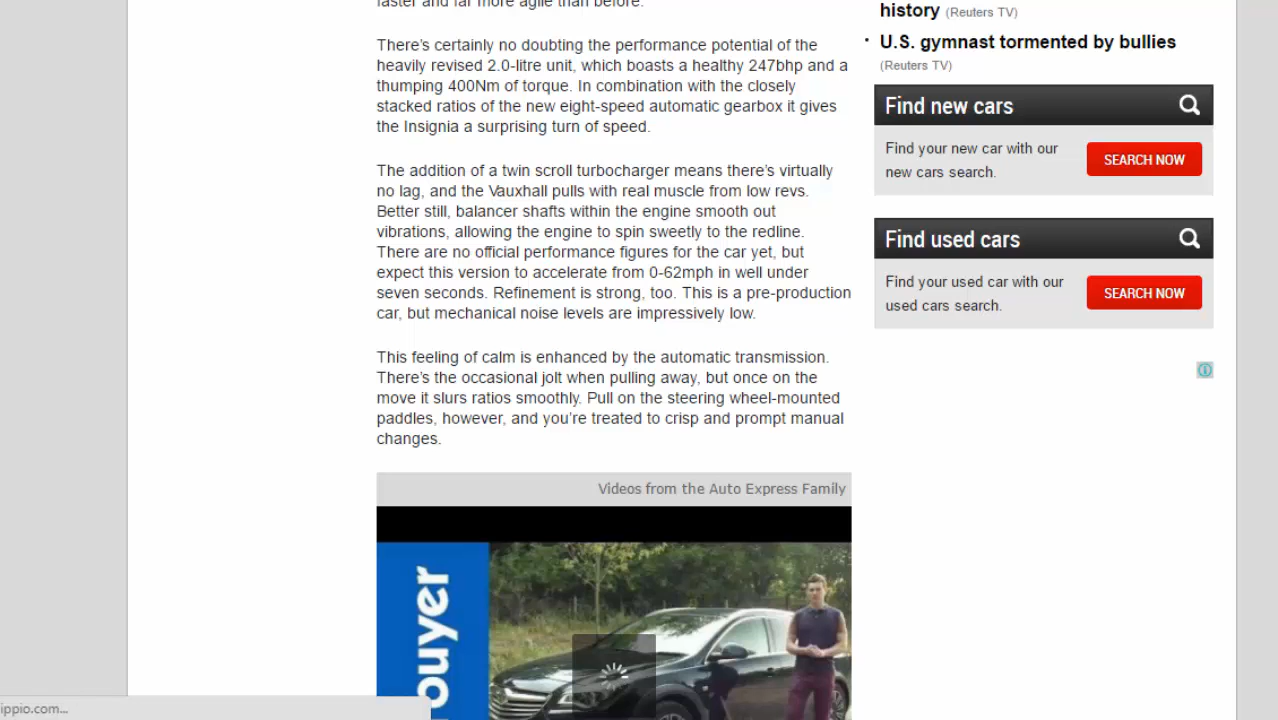 faster and far more agile than before.
There's certainly no doubting the performance potential of the
heavily revised 2.0-litre unit, which boasts a healthy 247bhp and a
thumping 400Nm of torque. In combination with the closely
stacked ratios of the new eight-speed automatic gearbox it gives
the Insignia a surprising turn of speed.
The addition of a twin scroll turbocharger means there's virtually
no lag, and the Vauxhall pulls with real muscle from low revs.
Better still, balancer shafts within the engine smooth out
vibrations, allowing the engine to spin sweetly to the redline.
There are no official performance figures for the car yet, but
expect this version to accelerate from 0-62mph in well under
seven seconds. Refinement is strong, too. This is a pre-production
car, but mechanical noise levels are impressively low.
This feeling of calm is enhanced by the automatic transmission.
There's the occasional jolt when pulling away, but once on the
move it slurs ratios smoothly. Pull on the steering wheel-mounted
paddles, however, and you're treated to crisp and prompt manual
changes.
Videos from the Auto Express Family
ouyer
ippio.com...
history (Reuters TV)
U.S. gymnast tormented by bullies
(Reuters TV)
Find new cars
Find your new car with our
new cars search.
SEARCH NOW
Find used cars
Find your used car with our
used cars search.
SEARCH NOW